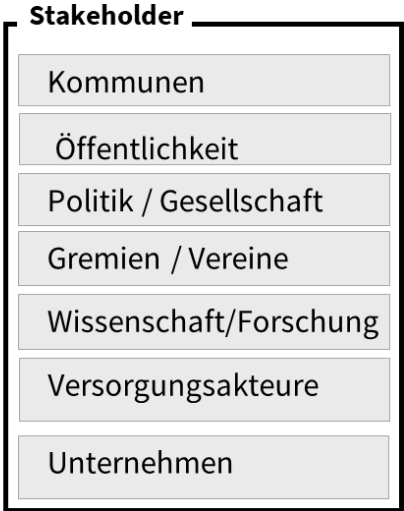 Stakeholder
Kommunen
Öffentlichkeit
Politik / Gesellschaft
Gremien / Vereine
Wissenschaft/Forschung
Versorgungsakteure
Unternehmen